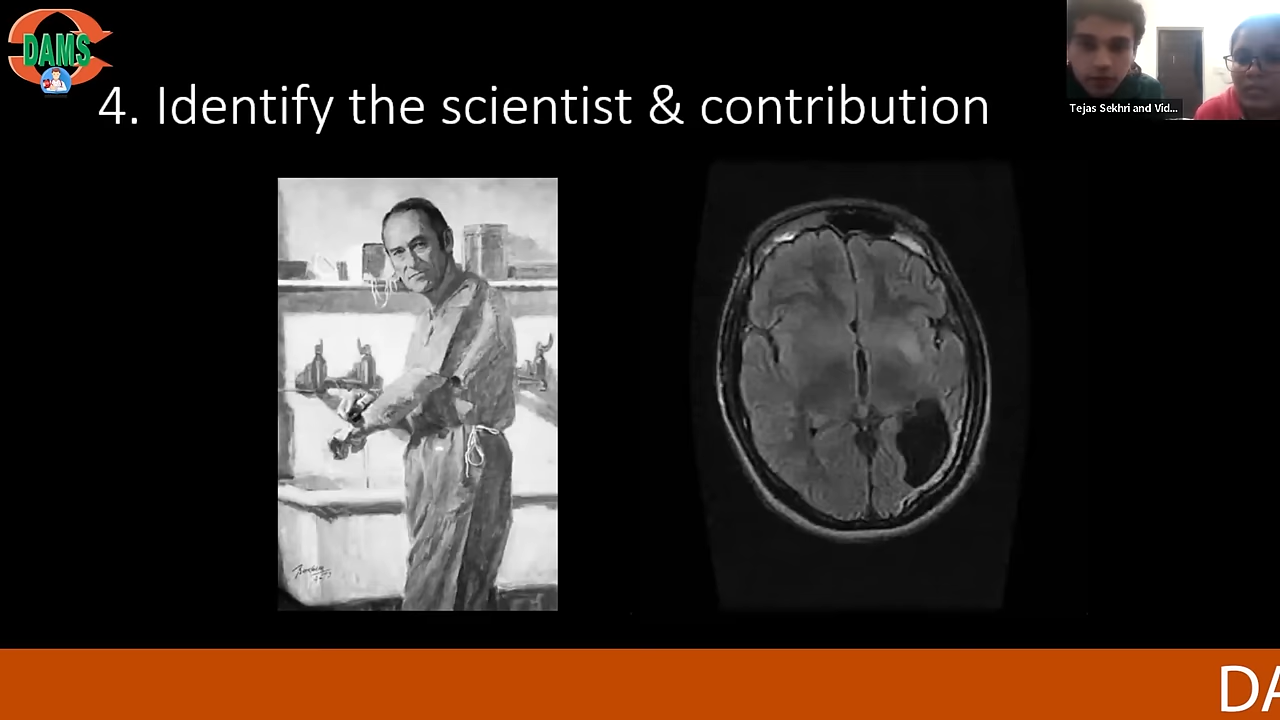 DAMS
4. Identify the scientist & contribution
Tejas Sekhri and Vid...
DA